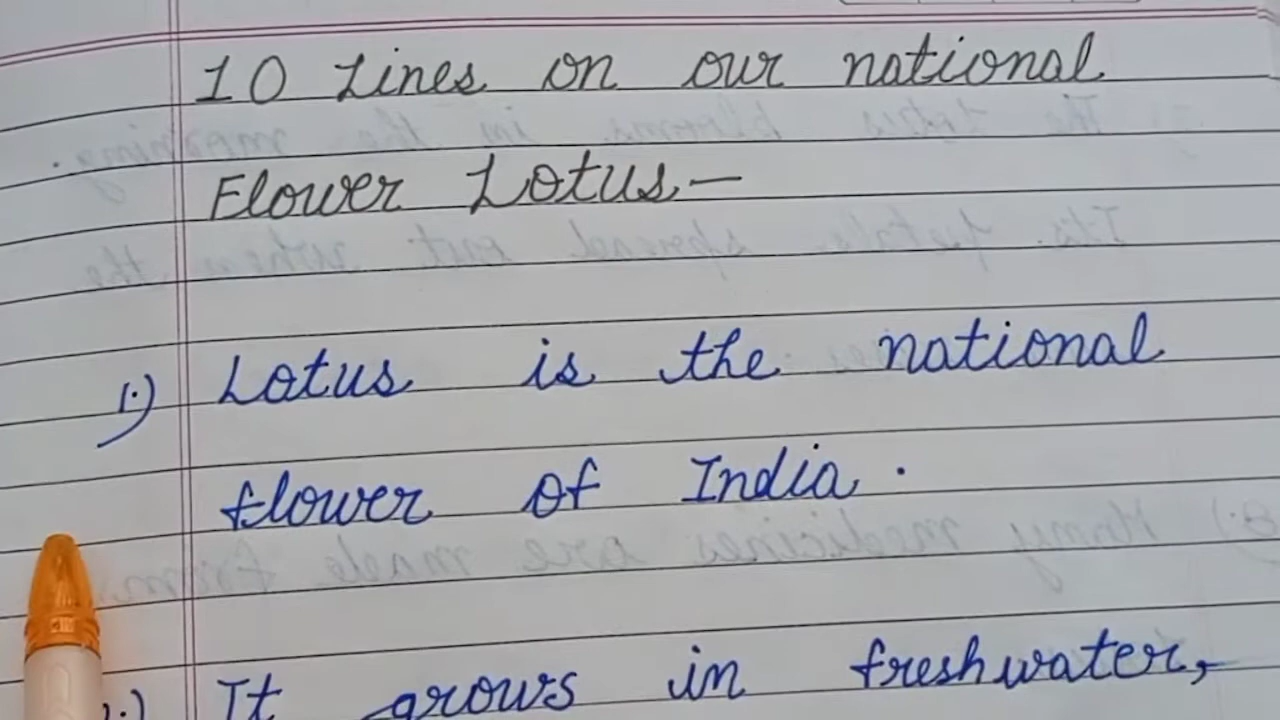 10 Lines on our national
Flower Lotus-
1.) Lotus is the national
flower of India.
2.) It grows in freshwater,